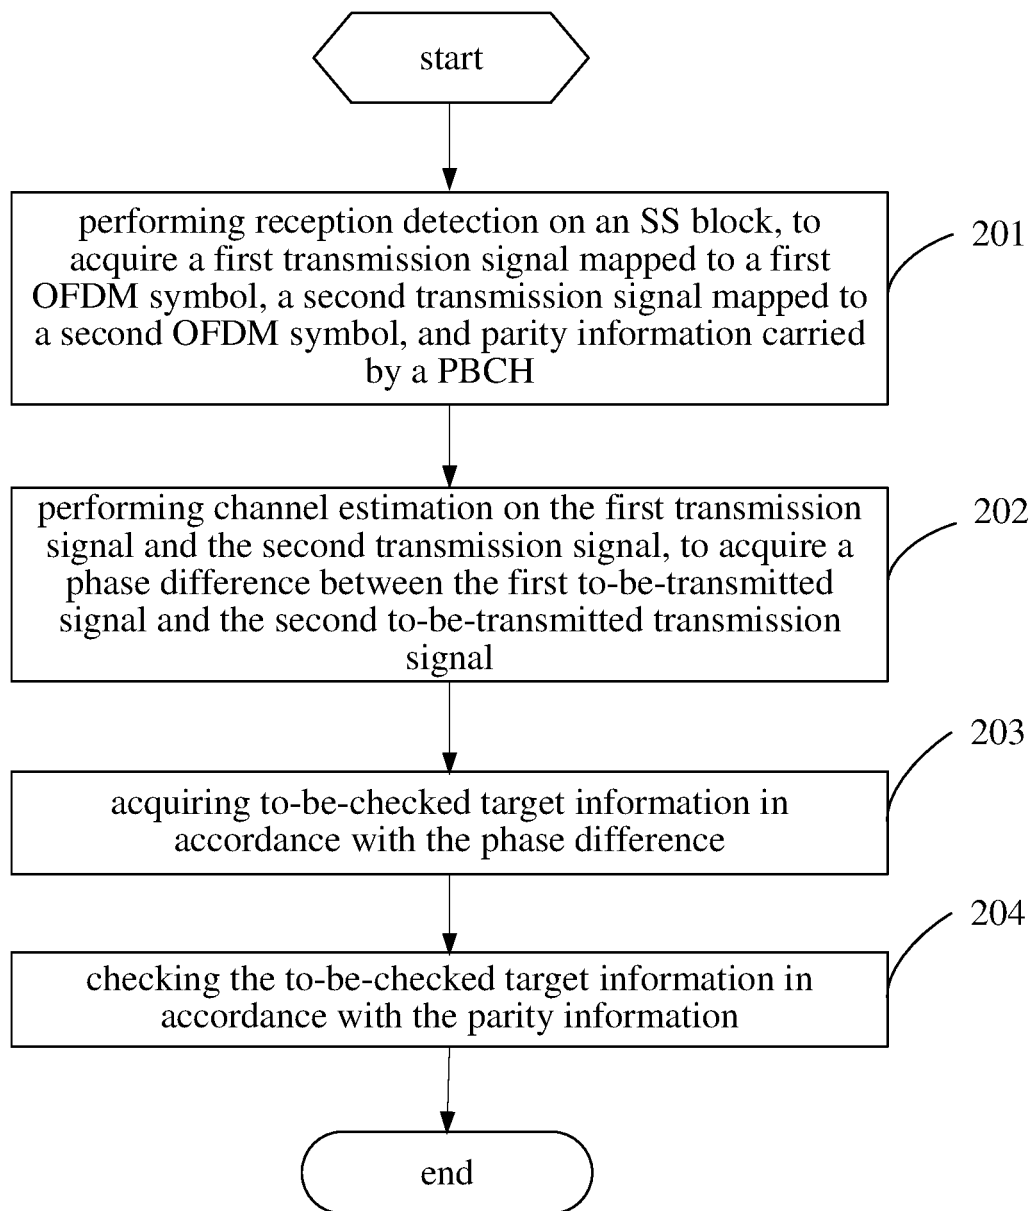 start
performing reception detection on an SS block, to
acquire a first transmission signal mapped to a first
OFDM symbol, a second transmission signal mapped to
a second OFDM symbol, and parity information carried
by a PBCH
201
performing channel estimation on the first transmission
signal and the second transmission signal, to acquire a
phase difference between the first to-be-transmitted
signal and the second to-be-transmitted transmission
signal
202
acquiring to-be-checked target information in
accordance with the phase difference
203
checking the to-be-checked target information in
accordance with the parity information
204
end